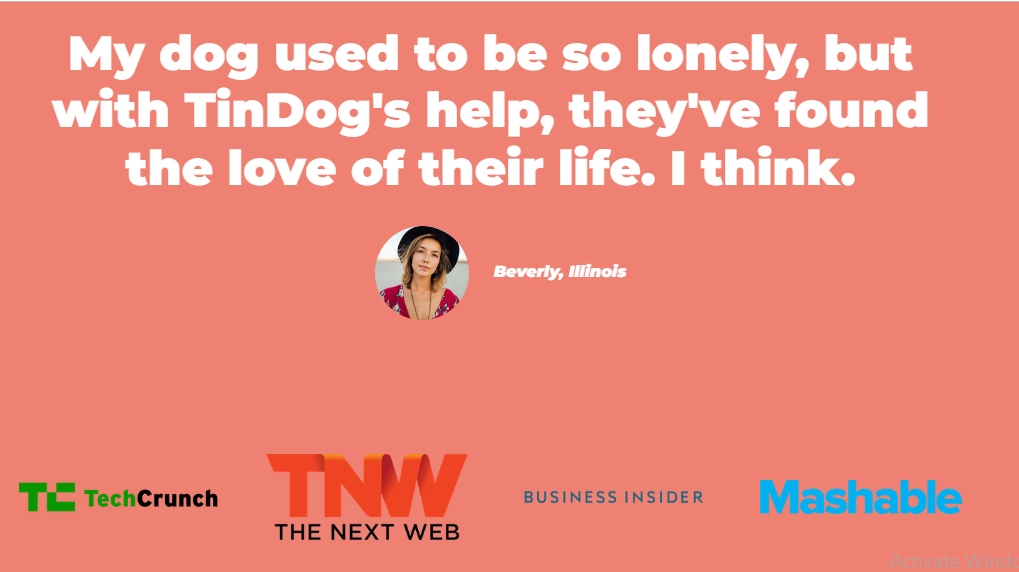 My dog used to be so lonely, but
with TinDog's help, they've found
the love of their life. I think.
Beverly, Illinois
TC TechCrunch
TNW
THE NEXT WEB
BUSINESS INSIDER
Mashable
Activate